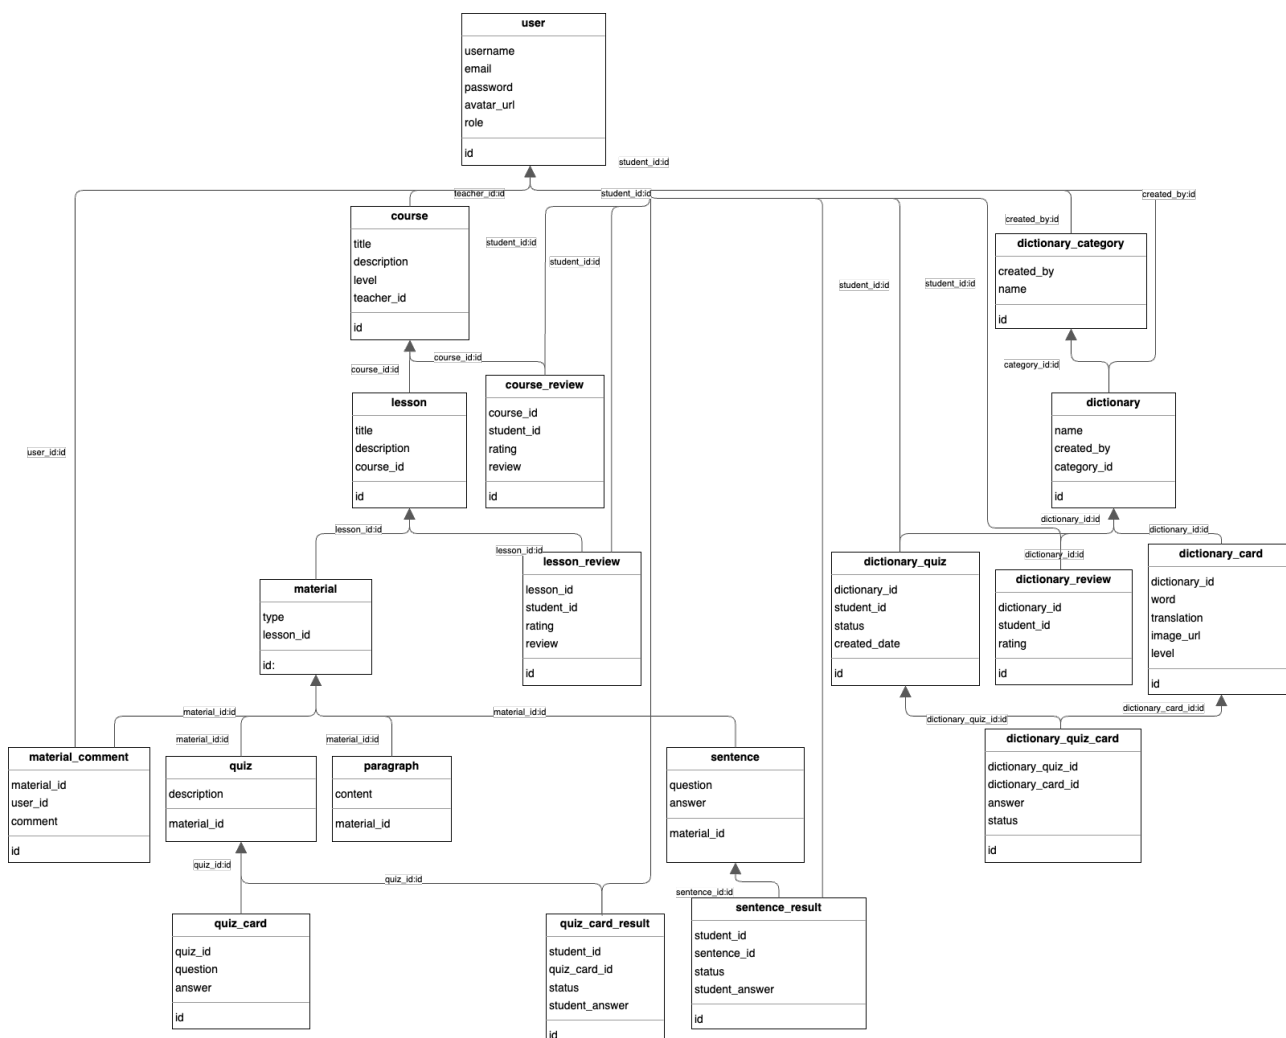 user
username
email
password
avatar_url
role
id
student_id:id
teacher_id:id
student_id:id
created_by:id
course
title
description
level
teacher_id
id
student_id:id
student_id:id
student_id:id
student_id:id
created_by:id
dictionary_category
created_by
name
id
course_id:id
course_id:id
category_id:id
course_review
course_id
student_id
rating
review
id
lesson
title
description
course_id
id
dictionary
name
created_by
category_id
id
user_id:id
lesson_id:id
lesson_id:id
dictionary_id:id
dictionary_id:id
dictionary_id:id
material
type
lesson_id
id:
lesson_review
lesson_id
student_id
rating
review
id
dictionary_quiz
dictionary_id
student_id
status
created_date
id
dictionary_review
dictionary_id
student_id
rating
id
dictionary_card
dictionary_id
word
translation
image_url
level
id
material_id:id
material_id:id
material_id:id
material_id:id
dictionary_quiz_id:id
dictionary_card_id:id
material_comment
material_id
user_id
comment
id
quiz
description
material_id
paragraph
content
material_id
sentence
question
answer
material_id
dictionary_quiz_card
dictionary_quiz_id
dictionary_card_id
answer
status
id
quiz_id:id
quiz_id:id
sentence_id:id
quiz_card
quiz_id
question
answer
id
quiz_card_result
student_id
quiz_card_id
status
student_answer
id
sentence_result
student_id
sentence_id
status
student_answer
id